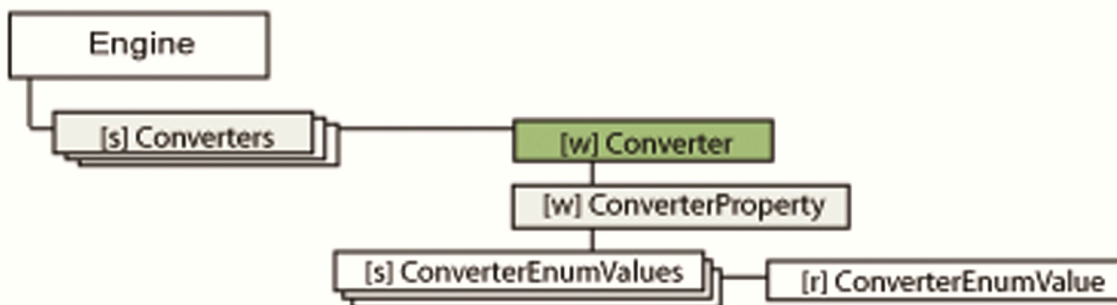 Engine
[s] Converters
[w] Converter
[w] ConverterProperty
[s] ConverterEnumValues
[r] ConverterEnumValue